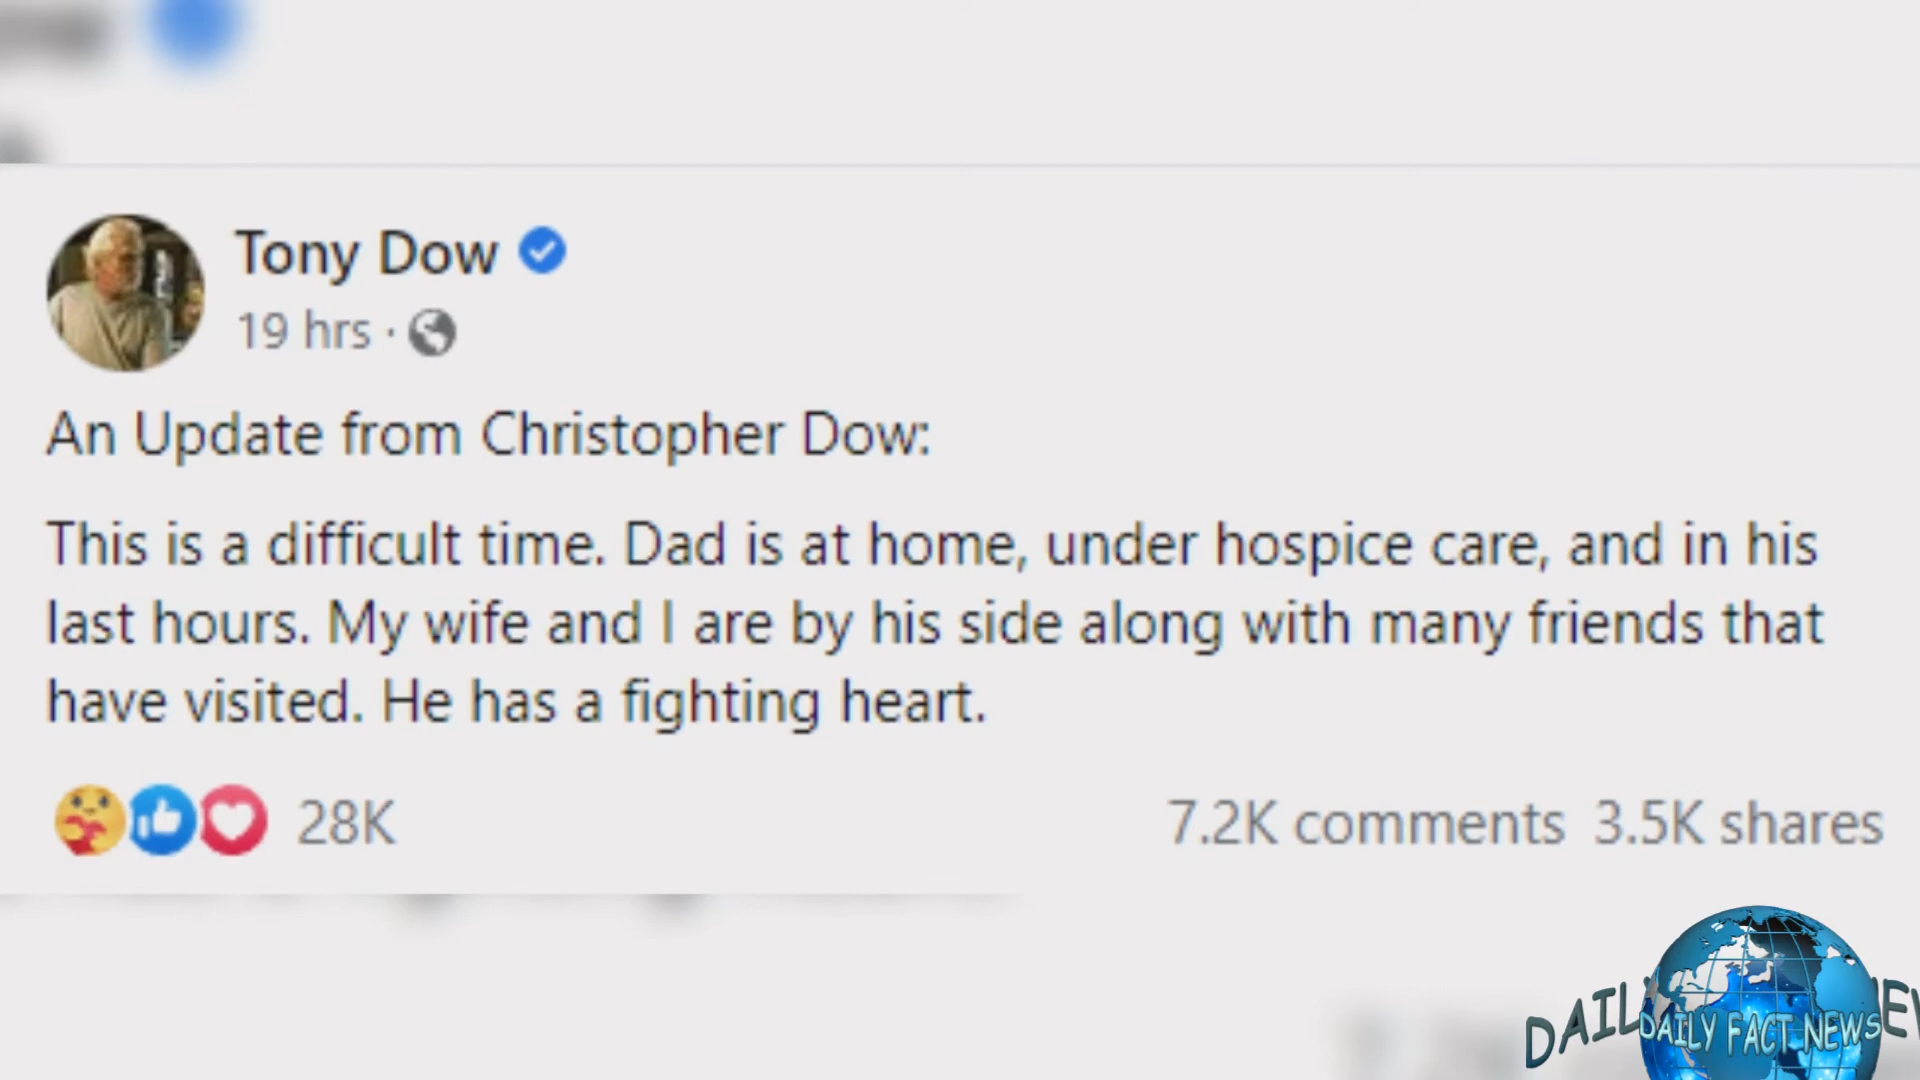 Tony Dow
19 hrs ·
An Update from Christopher Dow:
This is a difficult time. Dad is at home, under hospice care, and in his
last hours. My wife and I are by his side along with many friends that
have visited. He has a fighting heart.
28K 7.2K comments 3.5K shares
DAILY FACT NEWS